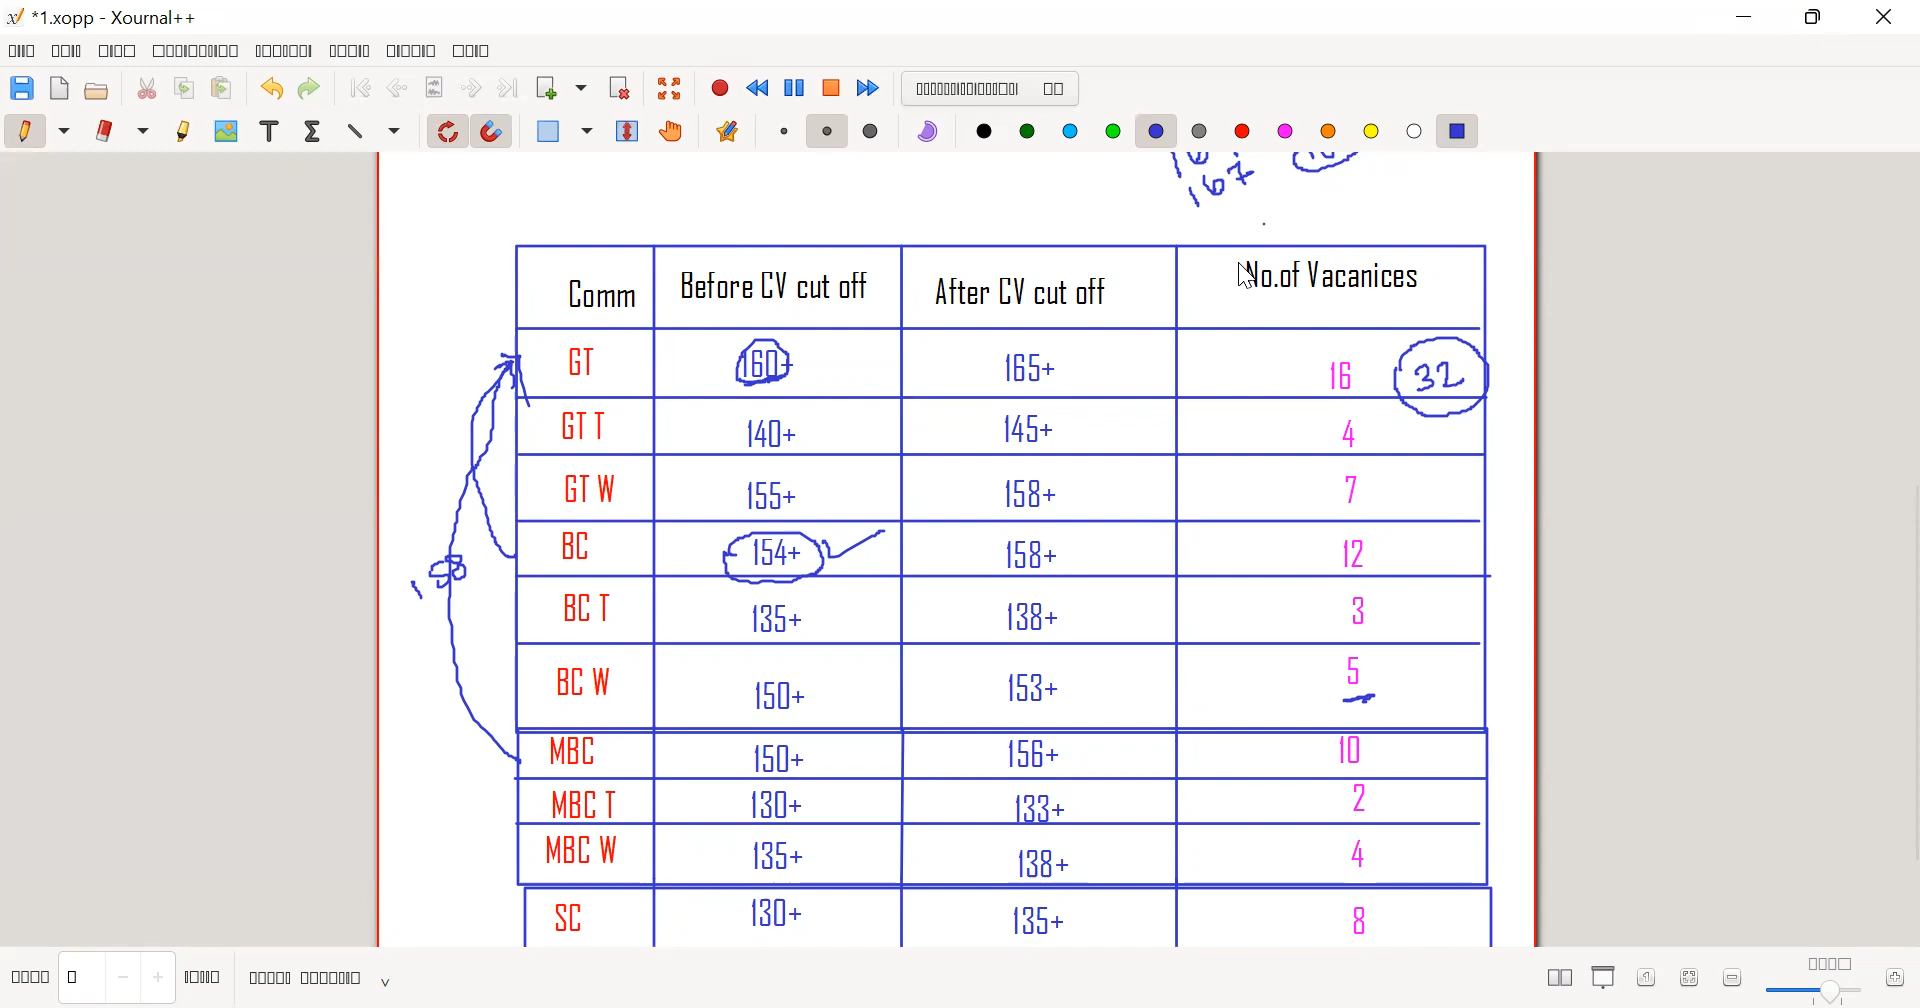 *1.xopp - Xournal++
167
Comm Before CV cut off After CV cut off No.of Vacanices
GT 160+ 165+ 16 32
GT T 140+ 145+ 4
GT W 155+ 158+ 7
BC 154+ 158+ 12
BC T 135+ 138+ 3
BC W 150+ 153+ 5
MBC 150+ 156+ 10
MBC T 130+ 133+ 2
MBC W 135+ 138+ 4
SC 130+ 135+ 8